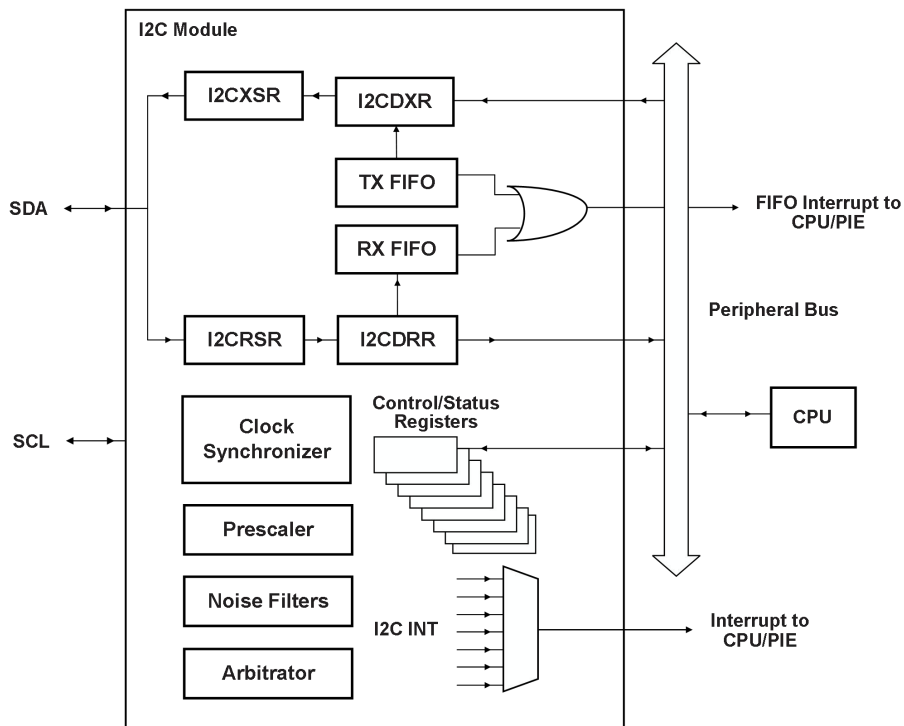 I2C Module
I2CXSR
I2CDXR
TX FIFO
SDA
FIFO Interrupt to
CPU/PIE
RX FIFO
Peripheral Bus
I2CRSR
I2CDRR
Control/Status
Registers
CPU
SCL
Clock
Synchronizer
Prescaler
Noise Filters
I2C INT
Interrupt to
CPU/PIE
Arbitrator